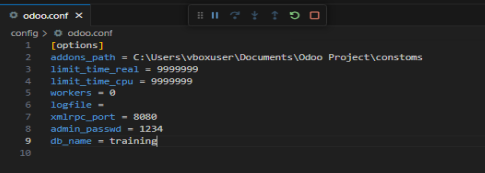 odoo.conf
config > odoo.conf
1 [options]
2 addons_path = C:\Users\vboxuser\Documents\Odoo Project\constoms
3 limit_time_real = 9999999
4 limit_time_cpu = 9999999
5 workers = 0
6 logfile =
7 xmlrpc_port = 8080
8 admin_passwd = 1234
9 db_name = training
10